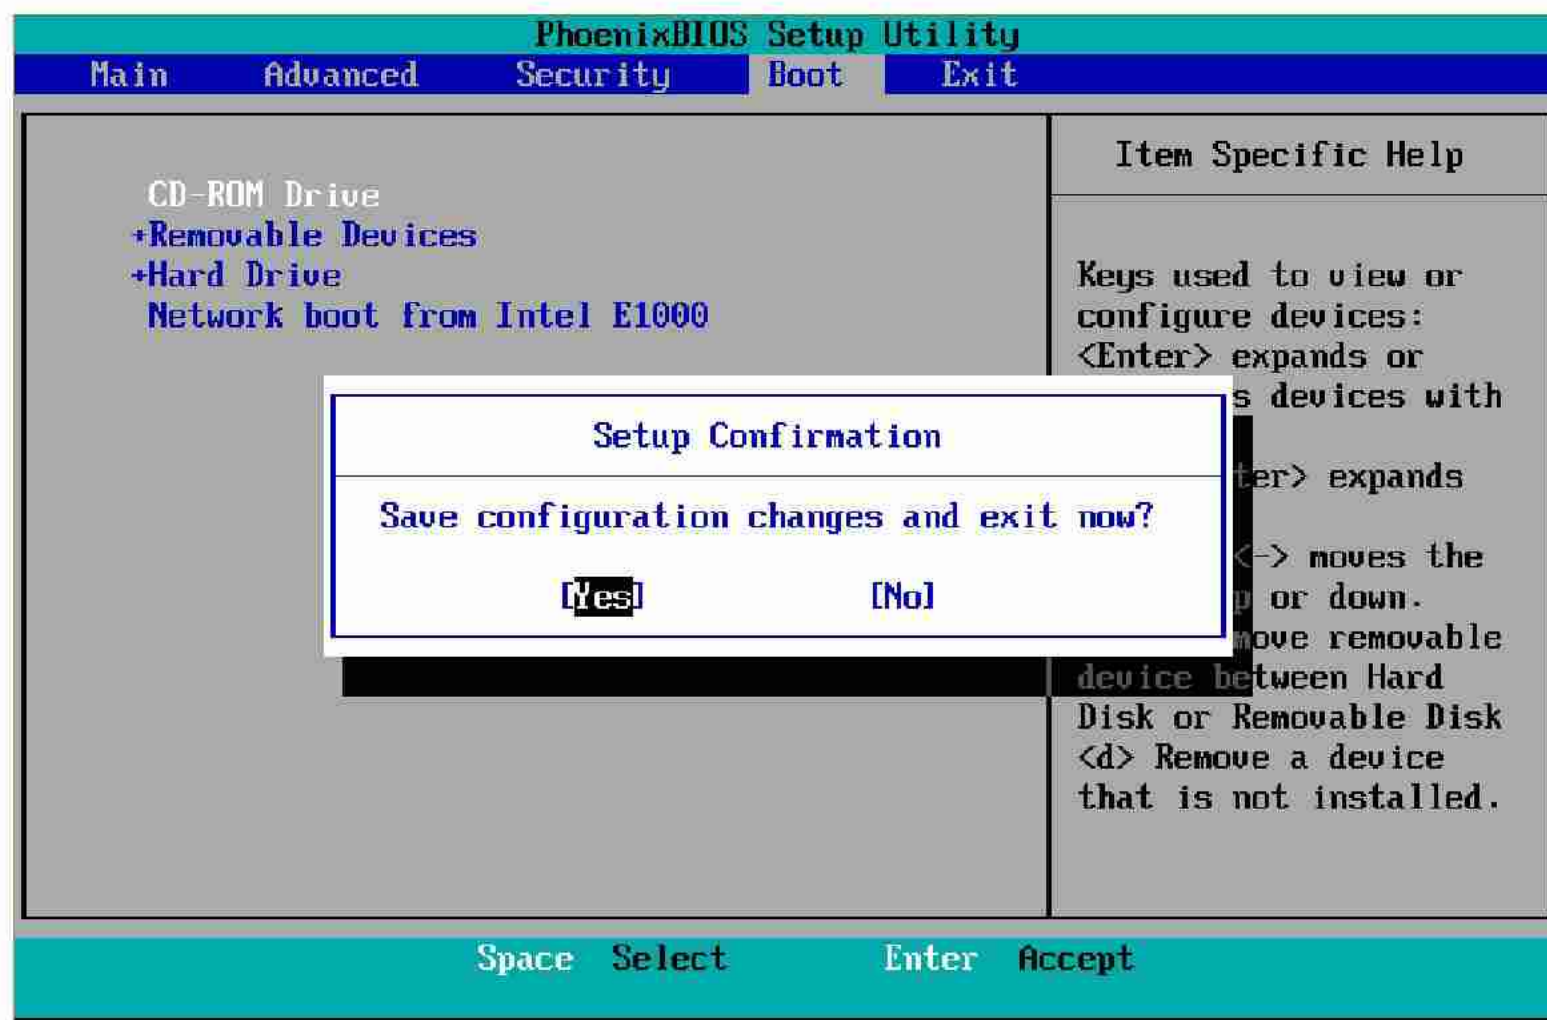 PhoenixBIOS Setup Utility
Main Advanced Security Boot Exit
CD-ROM Drive
+Removable Devices
+Hard Drive
Network boot from Intel E1000
Item Specific Help
Keys used to view or
configure devices:
<Enter> expands or
devices with
expands
<-> moves the
or down.
removable
device between Hard
Disk or Removable Disk
<d> Remove a device
that is not installed.
Setup Confirmation
Save configuration changes and exit now?
[Yes] [No]
Space Select Enter Accept